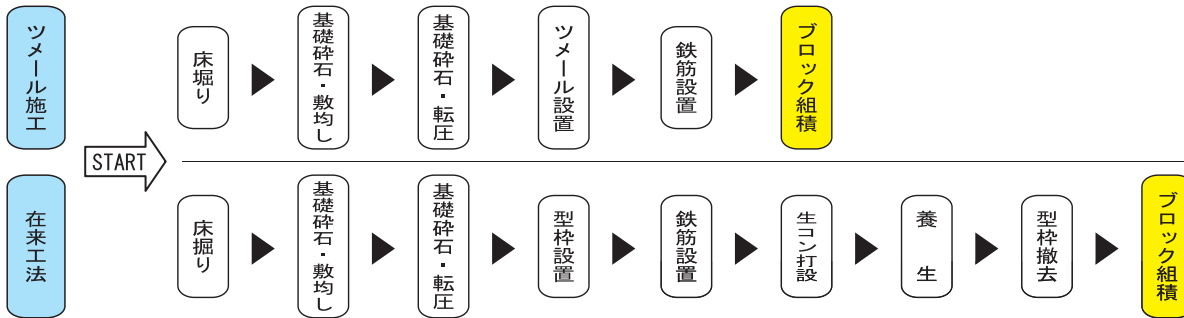 ツメール施工
床堀り
基礎砕石・敷均し
基礎砕石・転圧
ツメール設置
鉄筋設置
ブロック組積
START
在来工法
床掘り
基礎砕石・敷均し
基礎砕石・転圧
型枠設置
鉄筋設置
生コン打設
養生
型枠撤去
ブロック組積